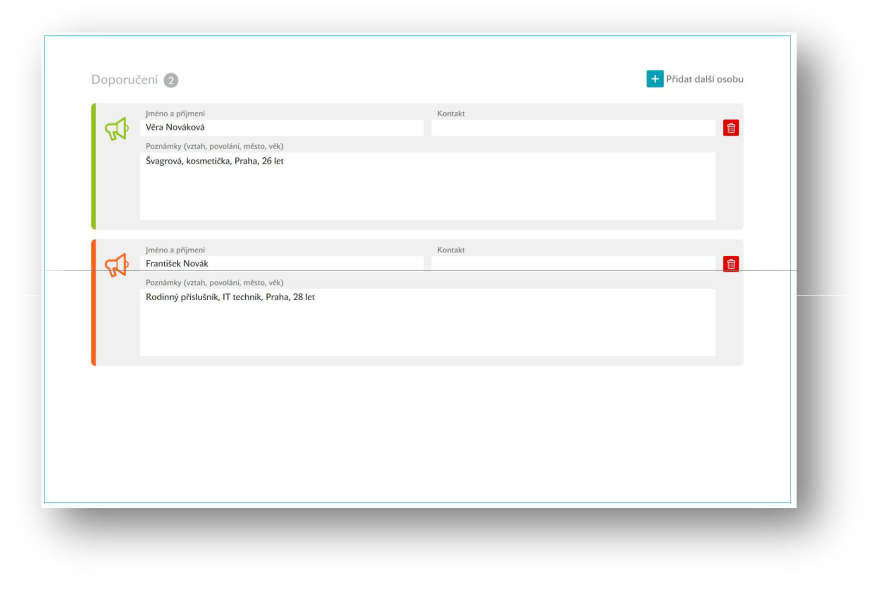 Doporučení 2
Přidat další osobu
Jméno a příjmení
Kontakt
Věra Nováková
Poznámky (vztah, povolání, město, věk)
Švagrová, kosmetička, Praha, 26 let
Jméno a příjmení
Kontakt
František Novák
Poznámky (vztah, povolání, město, věk)
Rodinný příslušník, IT technik, Praha, 28 let